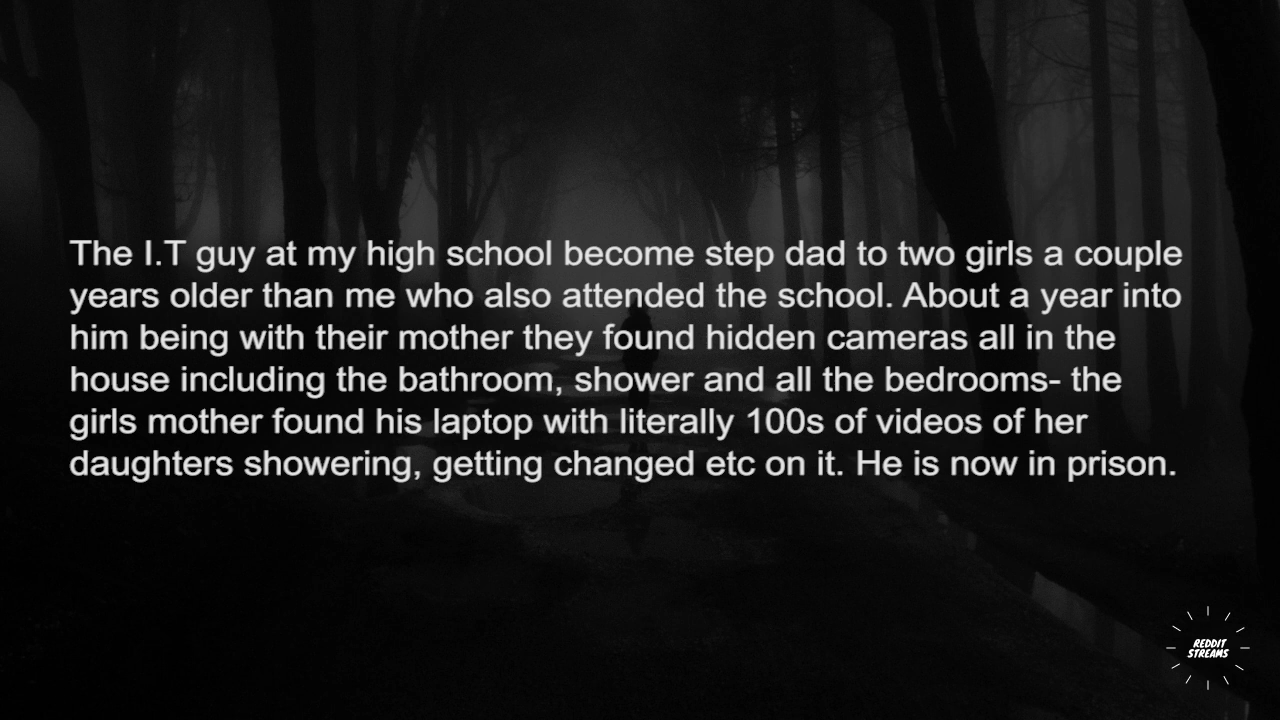 The I.T guy at my high school become step dad to two girls a couple
years older than me who also attended the school. About a year into
him being with their mother they found hidden cameras all in the
house including the bathroom, shower and all the bedrooms- the
girls mother found his laptop with literally 100s of videos of her
daughters showering, getting changed etc on it. He is now in prison.
REDDIT
STREAMS